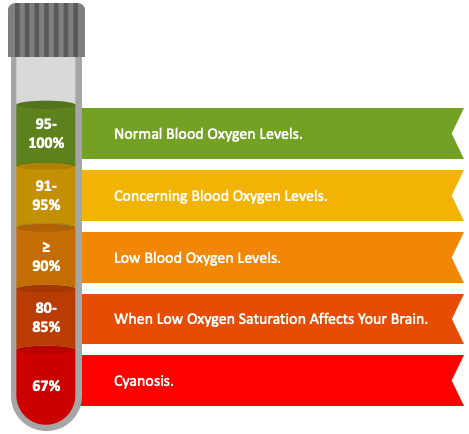 95-
100%
Normal Blood Oxygen Levels.
91-
95%
Concerning Blood Oxygen Levels.
≥
90%
Low Blood Oxygen Levels.
80-
85%
When Low Oxygen Saturation Affects Your Brain.
67%
Cyanosis.